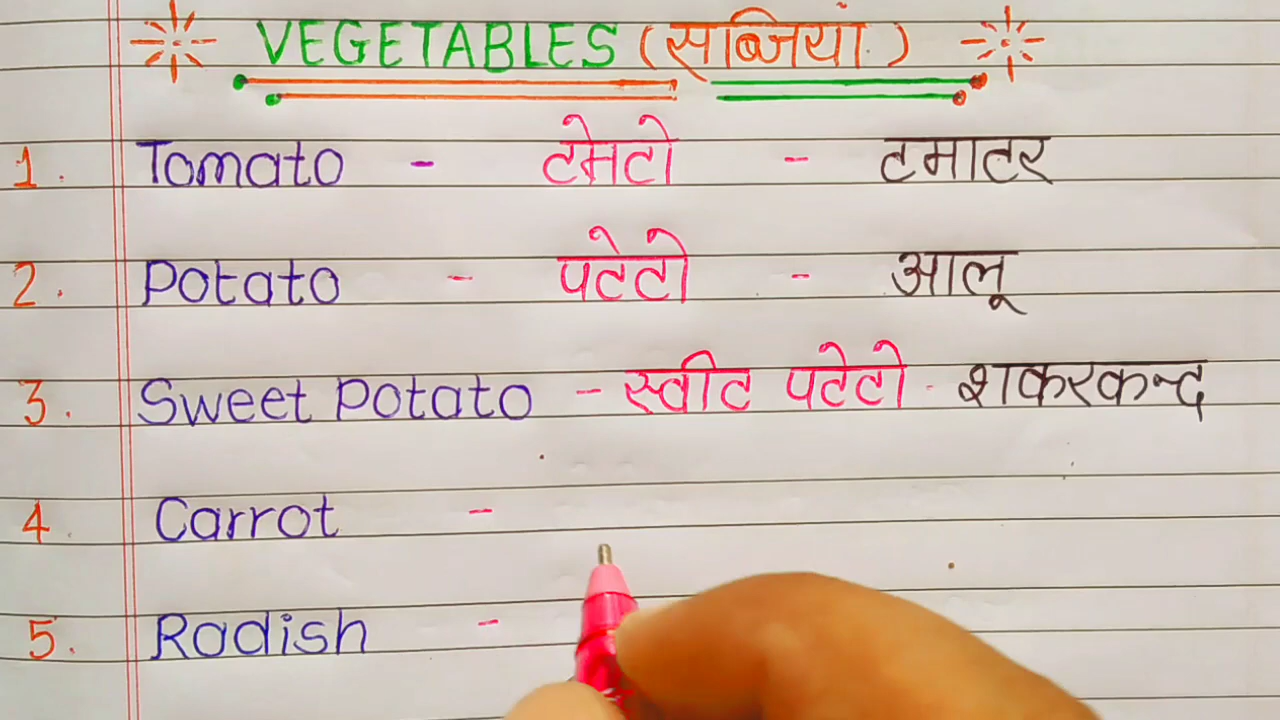 VEGETABLES (सब्जियां)
1. Tomato - टमेटो - टमाटर
2. Potato - पटेटो - आलू
3. Sweet Potato - स्वीट पटेटो - शकरकन्द
4. Carrot -
5. Radish -